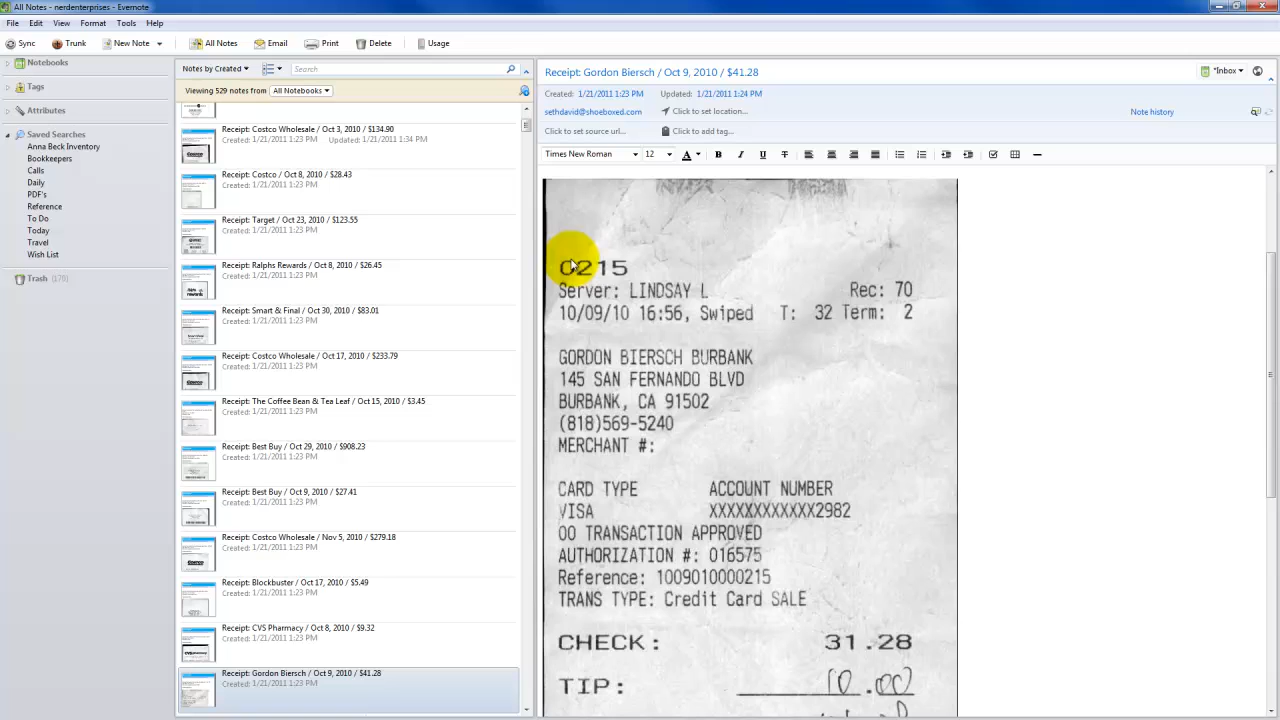 All Notes - nerdenterprises - Evernote
File Edit View Format Tools Help
Sync Trunk New Note All Notes Email Print Delete Usage
Notebooks
Tags
Attributes
Saved Searches
Anna Beck Inventory
Bookkeepers
Calls
Daily
PDF's
Reference
To Do
Today
Travel
Wish List
Trash (170)
Notes by Created Search
Viewing 529 notes from All Notebooks
Receipt: Costco Wholesale / Oct 3, 2010 / $134.90
Created: 1/21/2011 1:23 PM Updated: 1/21/2011 1:34 PM
Receipt: Costco / Oct 8, 2010 / $28.43
Created: 1/21/2011 1:23 PM
Receipt: Target / Oct 23, 2010 / $123.55
Created: 1/21/2011 1:23 PM
Receipt: Ralphs Rewards / Oct 8, 2010 /
Created: 1/21/2011 1:23 PM
Receipt: Smart & Final / Oct 30, 2010 / $83.01
Created: 1/21/2011 1:23 PM
Receipt: Costco Wholesale / Oct 17, 2010 / $233.79
Created: 1/21/2011 1:23 PM
Receipt: The Coffee Bean & Tea Leaf / Oct 15, 2010 / $3.45
Created: 1/21/2011 1:23 PM
Receipt: Best Buy / Oct 29, 2010 / $908.23
Created: 1/21/2011 1:23 PM
Receipt: Best Buy / Oct 9, 2010 / $27.43
Created: 1/21/2011 1:23 PM
Receipt: Costco Wholesale / Nov 5, 2010 / $279.18
Created: 1/21/2011 1:23 PM
Receipt: Blockbuster / Oct 17, 2010 / $5.49
Created: 1/21/2011 1:23 PM
Receipt: CVS Pharmacy / Oct 8, 2010 /
Created: 1/21/2011 1:23 PM
Receipt: Gordon Biersch / Oct 9, 2010 / $41.28
Created: 1/21/2011 1:23 PM
Receipt: Gordon Biersch / Oct 9, 2010 / $41.28
*Inbox
Created: 1/21/2011 1:23 PM Updated: 1/21/2011 1:24 PM
sethdavid@shoeboxed.com Click to set location... Note history
Click to set source url... Click to add tag...
Times New Roman 12 A B I U T
0215
Server: LINDSAY L Rec: 70
10/09/10 16:56, Swiped T: 32 Term:
GORDON BIERSCH BURBANK
145 SAN FERNANDO BLVD
BURBANK, CA 91502
(818)569-5240
MERCHANT #:
CARD TYPE ACCOUNT NUMBER
VISA XXXXXXXXXXXX2982
00 TRANSACTION APPROVED
AUTHORIZATION #: 016575
Reference: 1009010000215
TRANS TYPE: Credit Card SALE
CHECK: 31.28
TIP: 10.00